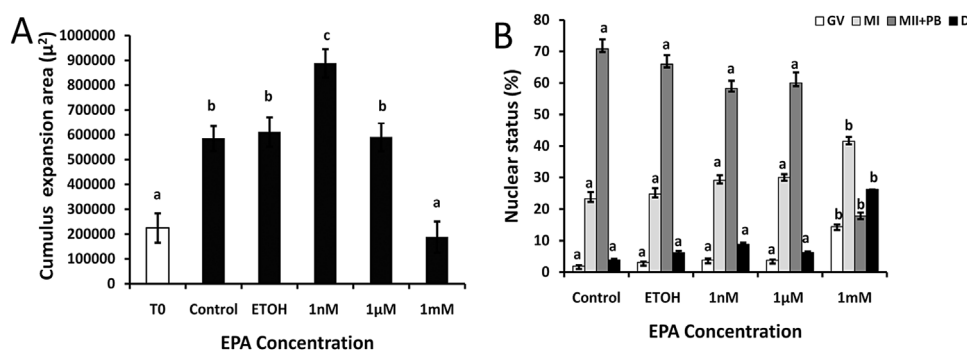 A
Cumulus expansion area (µ²)
1000000
900000
800000
700000
600000
500000
400000
300000
200000
100000
0
a
b
b
c
b
a
T0 Control ETOH 1nM 1µM 1mM
EPA Concentration
B
GV MI MII+PB D
Nuclear status (%)
80
70
60
50
40
30
20
10
0
a a a a
a a a a
a a a a
a a a a
b b b b
Control ETOH 1nM 1µM 1mM
EPA Concentration